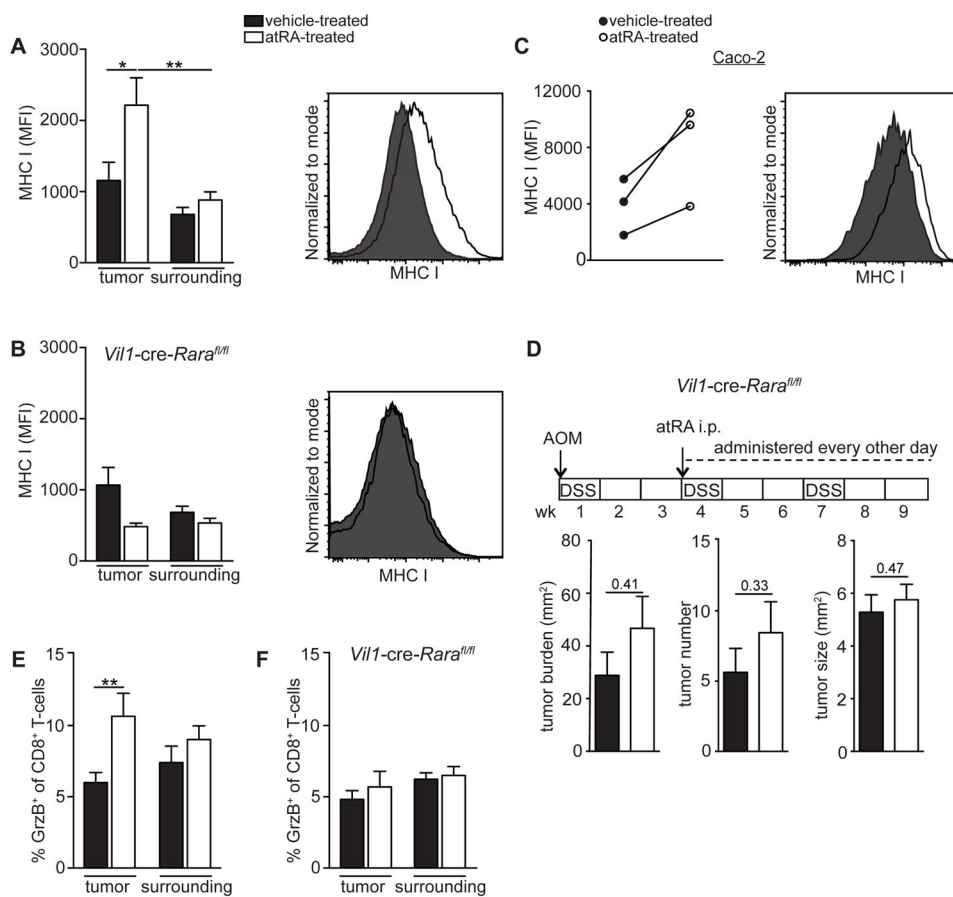 vehicle-treated
atRA-treated
A
MHC I (MFI)
3000
2000
1000
0
*
**
tumor surrounding
Normalized to mode
MHC I
vehicle-treated
atRA-treated
C
Caco-2
MHC I (MFI)
12000
8000
4000
0
Normalized to mode
MHC I
B
Vil1-cre-Rara^fl/fl
MHC I (MFI)
3000
2000
1000
0
tumor surrounding
Normalized to mode
MHC I
D
Vil1-cre-Rara^fl/fl
AOM
atRA i.p.
administered every other day
DSS DSS DSS
wk 1 2 3 4 5 6 7 8 9
tumor burden (mm²)
80
60
40
20
0
0.41
tumor number
15
10
5
0
0.33
tumor size (mm²)
8
6
4
2
0
0.47
E
% GrzB⁺ of CD8⁺ T-cells
15
10
5
0
**
tumor surrounding
F
Vil1-cre-Rara^fl/fl
% GrzB⁺ of CD8⁺ T-cells
15
10
5
0
tumor surrounding